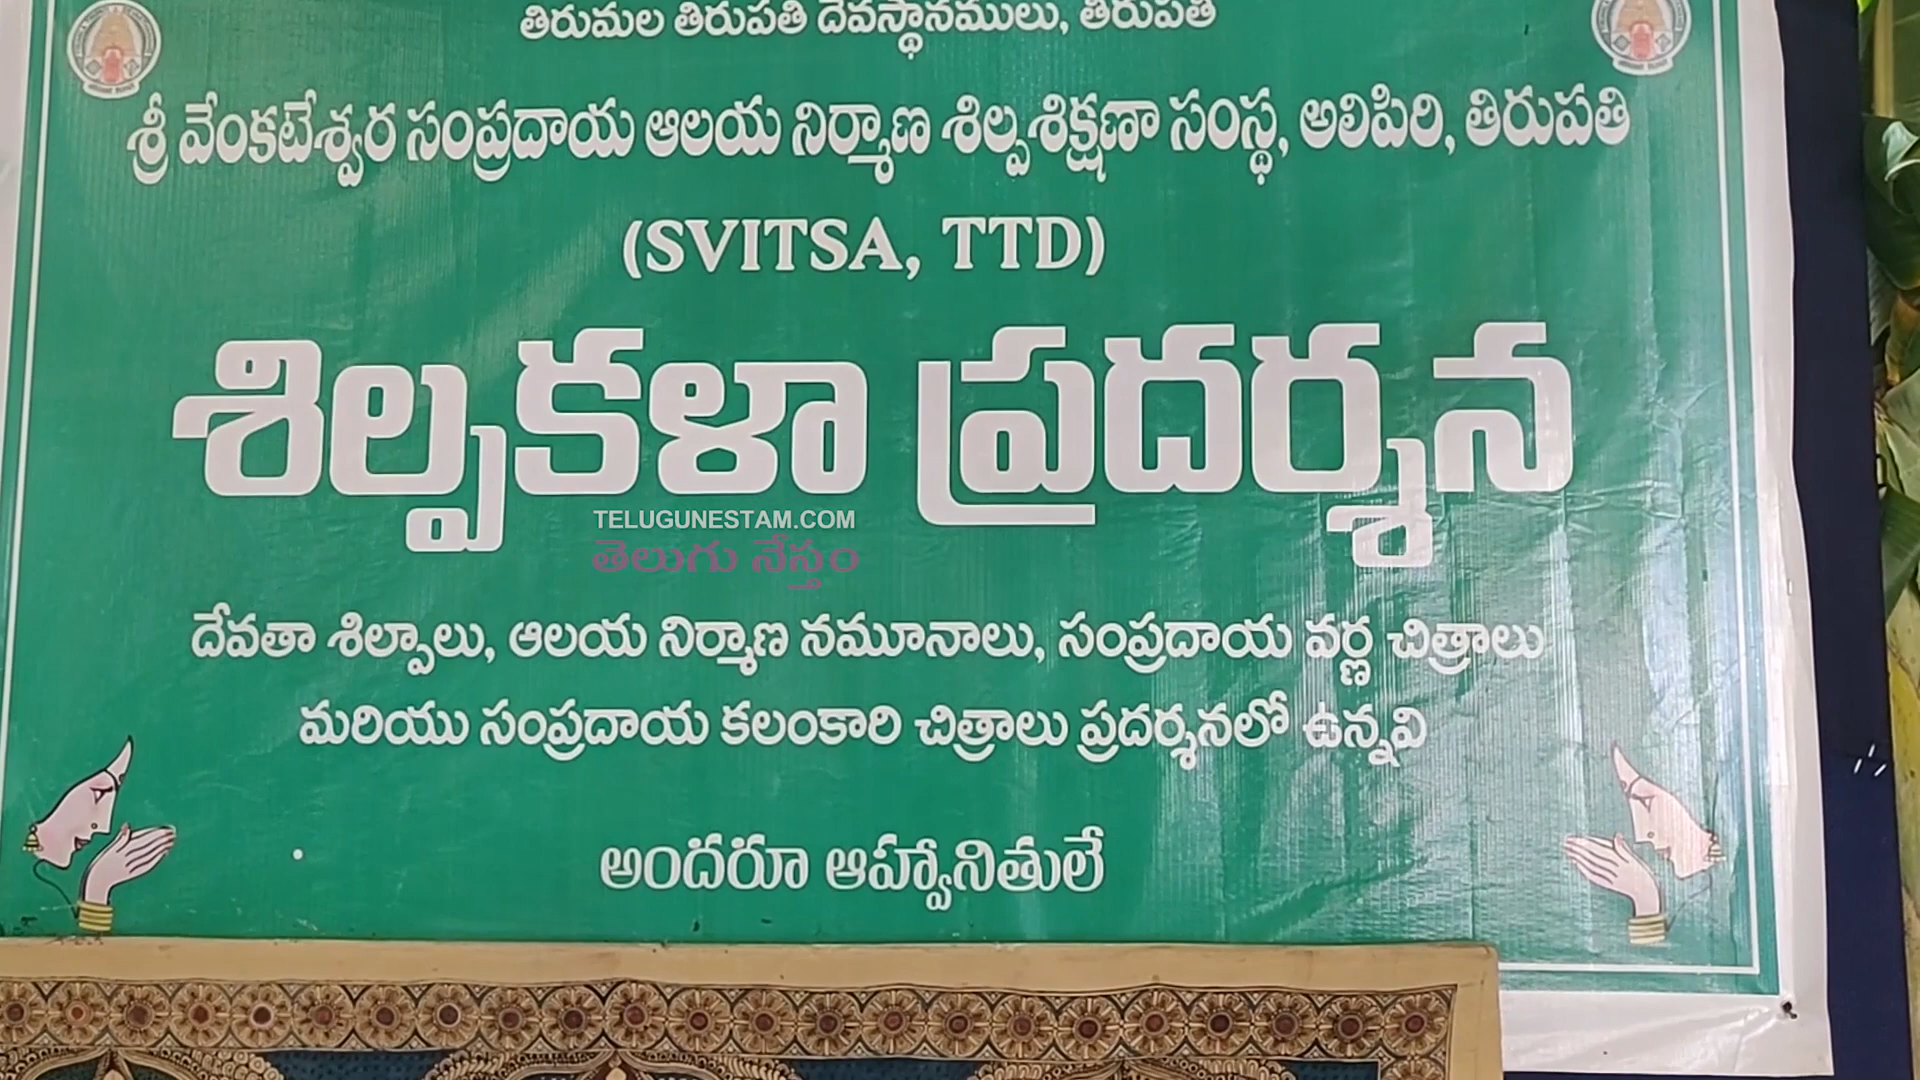 తిరుమల తిరుపతి దేవస్థానములు, తిరుపతి
శ్రీ వేంకటేశ్వర సంప్రదాయ ఆలయ నిర్మాణ శిల్పశిక్షణా సంస్థ, అలిపిరి, తిరుపతి
(SVITSA, TTD)
శిల్పకళా ప్రదర్శన
TELUGUNESTAM.COM
తెలుగు నేస్తం
దేవతా శిల్పాలు, ఆలయ నిర్మాణ నమూనాలు, సంప్రదాయ వర్ణ చిత్రాలు
మరియు సంప్రదాయ కలంకారి చిత్రాలు ప్రదర్శనలో ఉన్నవి
అందరూ ఆహ్వానితులే